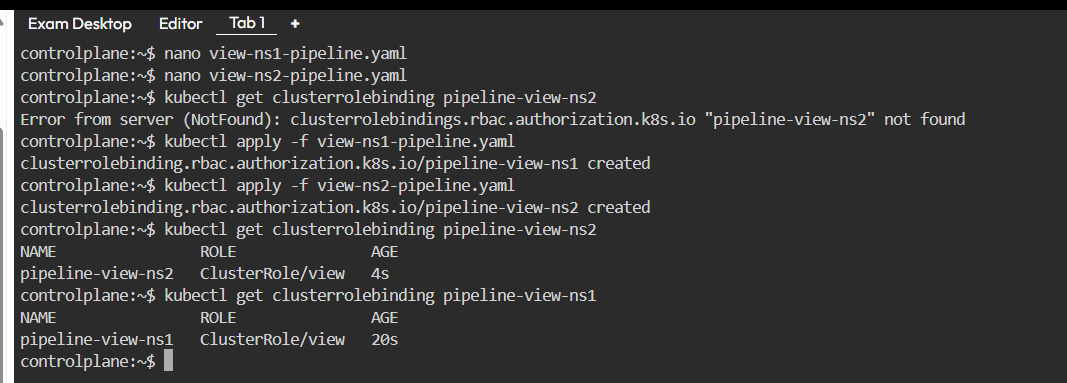 Exam Desktop Editor Tab 1 +
controlplane:~$ nano view-ns1-pipeline.yaml
controlplane:~$ nano view-ns2-pipeline.yaml
controlplane:~$ kubectl get clusterrolebinding pipeline-view-ns2
Error from server (NotFound): clusterrolebindings.rbac.authorization.k8s.io "pipeline-view-ns2" not found
controlplane:~$ kubectl apply -f view-ns1-pipeline.yaml
clusterrolebinding.rbac.authorization.k8s.io/pipeline-view-ns1 created
controlplane:~$ kubectl apply -f view-ns2-pipeline.yaml
clusterrolebinding.rbac.authorization.k8s.io/pipeline-view-ns2 created
controlplane:~$ kubectl get clusterrolebinding pipeline-view-ns2
NAME ROLE AGE
pipeline-view-ns2 ClusterRole/view 4s
controlplane:~$ kubectl get clusterrolebinding pipeline-view-ns1
NAME ROLE AGE
pipeline-view-ns1 ClusterRole/view 20s
controlplane:~$